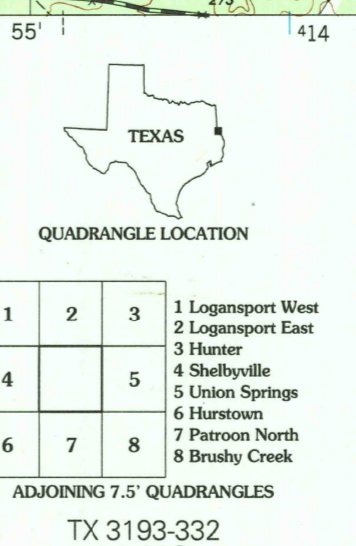 273
55' 414
TEXAS
QUADRANGLE LOCATION
1 2 3
4 5
6 7 8
1 Logansport West
2 Logansport East
3 Hunter
4 Shelbyville
5 Union Springs
6 Hurstown
7 Patroon North
8 Brushy Creek
ADJOINING 7.5' QUADRANGLES
TX 3193-332